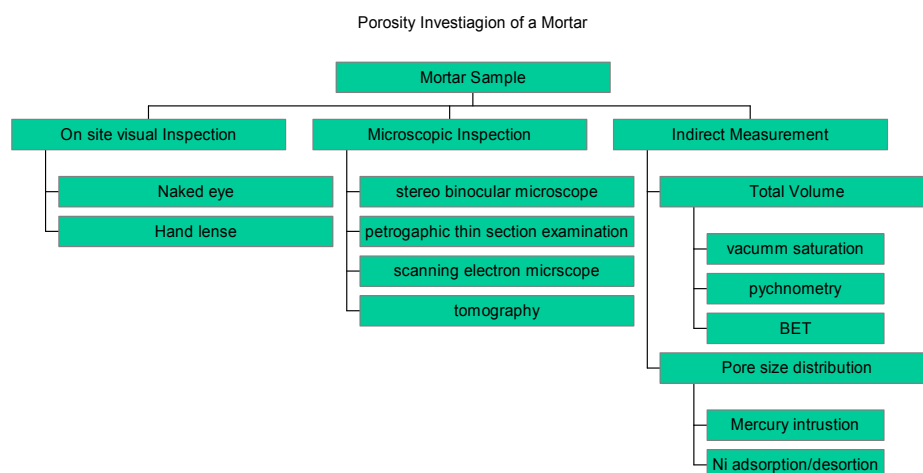 Porosity Investiagion of a Mortar
Mortar Sample
On site visual Inspection
Naked eye
Hand lense
Microscopic Inspection
stereo binocular microscope
petrogaphic thin section examination
scanning electron micrscope
tomography
Indirect Measurement
Total Volume
vacumm saturation
pychnometry
BET
Pore size distribution
Mercury intrustion
Ni adsorption/desortion